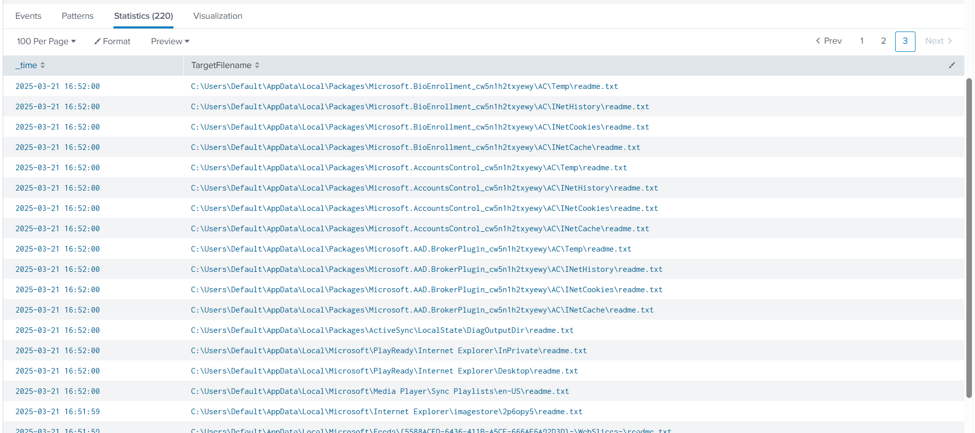 Events Patterns Statistics (220) Visualization
100 Per Page Format Preview Prev 1 2 3 Next
_time TargetFilename
2025-03-21 16:52:00 C:\Users\Default\AppData\Local\Packages\Microsoft.BioEnrollment_cw5n1h2txyewy\AC\Temp\readme.txt
2025-03-21 16:52:00 C:\Users\Default\AppData\Local\Packages\Microsoft.BioEnrollment_cw5n1h2txyewy\AC\INetHistory\readme.txt
2025-03-21 16:52:00 C:\Users\Default\AppData\Local\Packages\Microsoft.BioEnrollment_cw5n1h2txyewy\AC\INetCookies\readme.txt
2025-03-21 16:52:00 C:\Users\Default\AppData\Local\Packages\Microsoft.BioEnrollment_cw5n1h2txyewy\AC\INetCache\readme.txt
2025-03-21 16:52:00 C:\Users\Default\AppData\Local\Packages\Microsoft.AccountsControl_cw5n1h2txyewy\AC\Temp\readme.txt
2025-03-21 16:52:00 C:\Users\Default\AppData\Local\Packages\Microsoft.AccountsControl_cw5n1h2txyewy\AC\INetHistory\readme.txt
2025-03-21 16:52:00 C:\Users\Default\AppData\Local\Packages\Microsoft.AccountsControl_cw5n1h2txyewy\AC\INetCookies\readme.txt
2025-03-21 16:52:00 C:\Users\Default\AppData\Local\Packages\Microsoft.AccountsControl_cw5n1h2txyewy\AC\INetCache\readme.txt
2025-03-21 16:52:00 C:\Users\Default\AppData\Local\Packages\Microsoft.AAD.BrokerPlugin_cw5n1h2txyewy\AC\Temp\readme.txt
2025-03-21 16:52:00 C:\Users\Default\AppData\Local\Packages\Microsoft.AAD.BrokerPlugin_cw5n1h2txyewy\AC\INetHistory\readme.txt
2025-03-21 16:52:00 C:\Users\Default\AppData\Local\Packages\Microsoft.AAD.BrokerPlugin_cw5n1h2txyewy\AC\INetCookies\readme.txt
2025-03-21 16:52:00 C:\Users\Default\AppData\Local\Packages\Microsoft.AAD.BrokerPlugin_cw5n1h2txyewy\AC\INetCache\readme.txt
2025-03-21 16:52:00 C:\Users\Default\AppData\Local\Packages\ActiveSync\LocalState\DiagOutputDir\readme.txt
2025-03-21 16:52:00 C:\Users\Default\AppData\Local\Microsoft\PlayReady\Internet Explorer\InPrivate\readme.txt
2025-03-21 16:52:00 C:\Users\Default\AppData\Local\Microsoft\PlayReady\Internet Explorer\Desktop\readme.txt
2025-03-21 16:52:00 C:\Users\Default\AppData\Local\Microsoft\Media Player\Sync Playlists\en-US\readme.txt
2025-03-21 16:51:59 C:\Users\Default\AppData\Local\Microsoft\Internet Explorer\imagestore\2p6opy5\readme.txt
2025-03-21 16:51:59